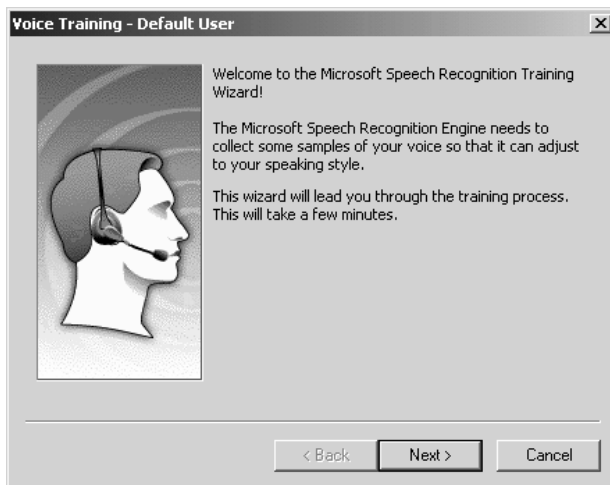 Voice Training - Default User
Welcome to the Microsoft Speech Recognition Training
Wizard!
The Microsoft Speech Recognition Engine needs to
collect some samples of your voice so that it can adjust
to your speaking style.
This wizard will lead you through the training process.
This will take a few minutes.
< Back
Next >
Cancel